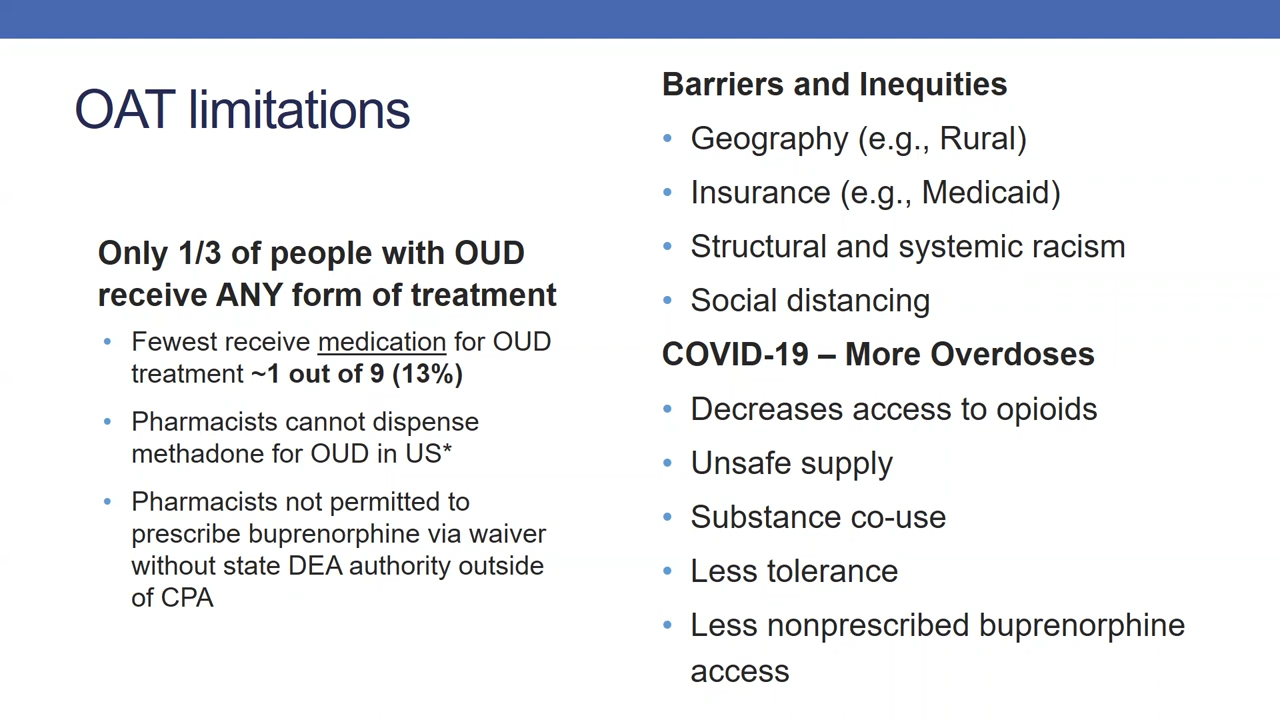 OAT limitations
Only 1/3 of people with OUD
receive ANY form of treatment
• Fewest receive medication for OUD
treatment ~1 out of 9 (13%)
• Pharmacists cannot dispense
methadone for OUD in US*
• Pharmacists not permitted to
prescribe buprenorphine via waiver
without state DEA authority outside
of CPA
Barriers and Inequities
• Geography (e.g., Rural)
• Insurance (e.g., Medicaid)
• Structural and systemic racism
• Social distancing
COVID-19 – More Overdoses
• Decreases access to opioids
• Unsafe supply
• Substance co-use
• Less tolerance
• Less nonprescribed buprenorphine
access